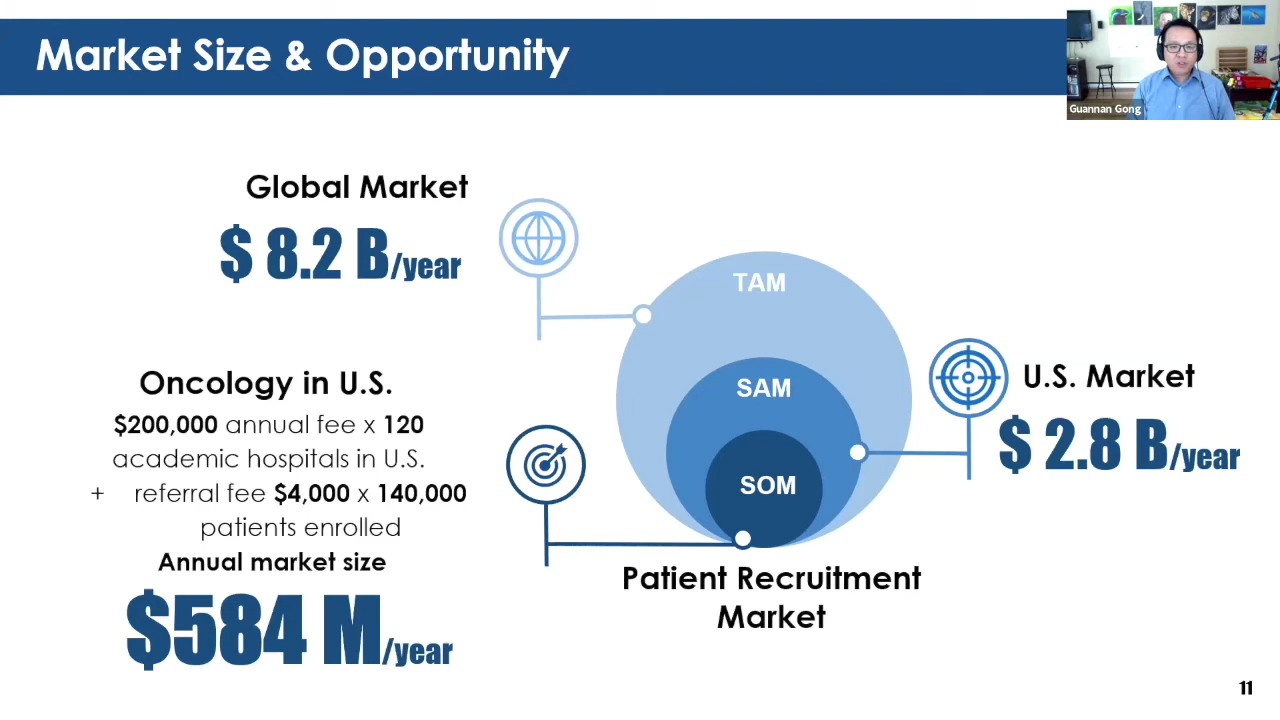 Market Size & Opportunity
Guannan Gong
Global Market
$ 8.2 B/year
TAM
Oncology in U.S.
$200,000 annual fee x 120
academic hospitals in U.S.
+ referral fee $4,000 x 140,000
patients enrolled
Annual market size
$584 M/year
SAM
SOM
U.S. Market
$ 2.8 B/year
Patient Recruitment
Market
11